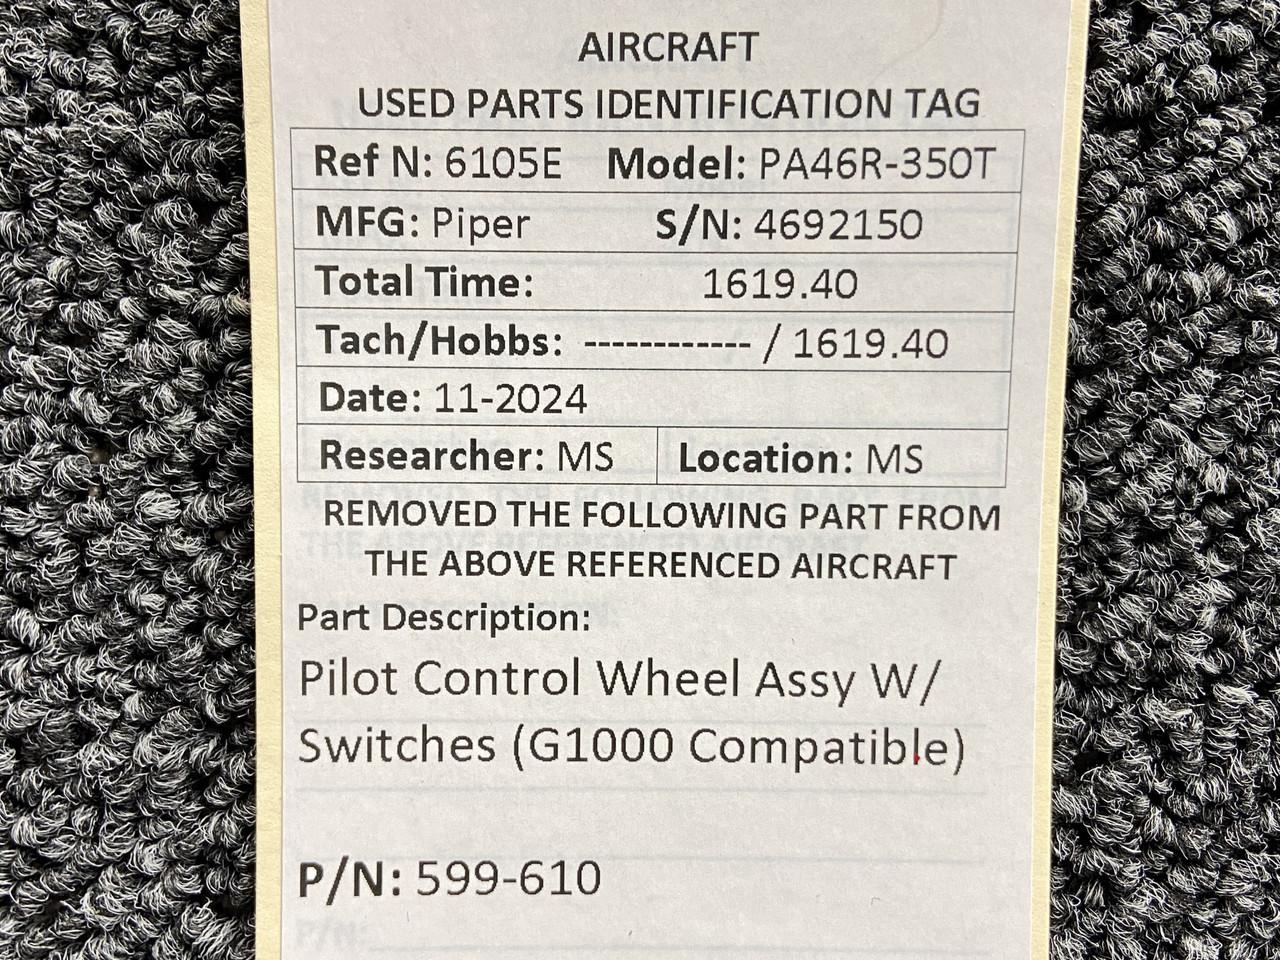 AIRCRAFT
USED PARTS IDENTIFICATION TAG
Ref N: 6105E Model: PA46R-350T
MFG: Piper S/N: 4692150
Total Time: 1619.40
Tach/Hobbs: ------------ / 1619.40
Date: 11-2024
Researcher: MS Location: MS
REMOVED THE FOLLOWING PART FROM
THE ABOVE REFERENCED AIRCRAFT
Part Description:
Pilot Control Wheel Assy W/
Switches (G1000 Compatible)
P/N: 599-610